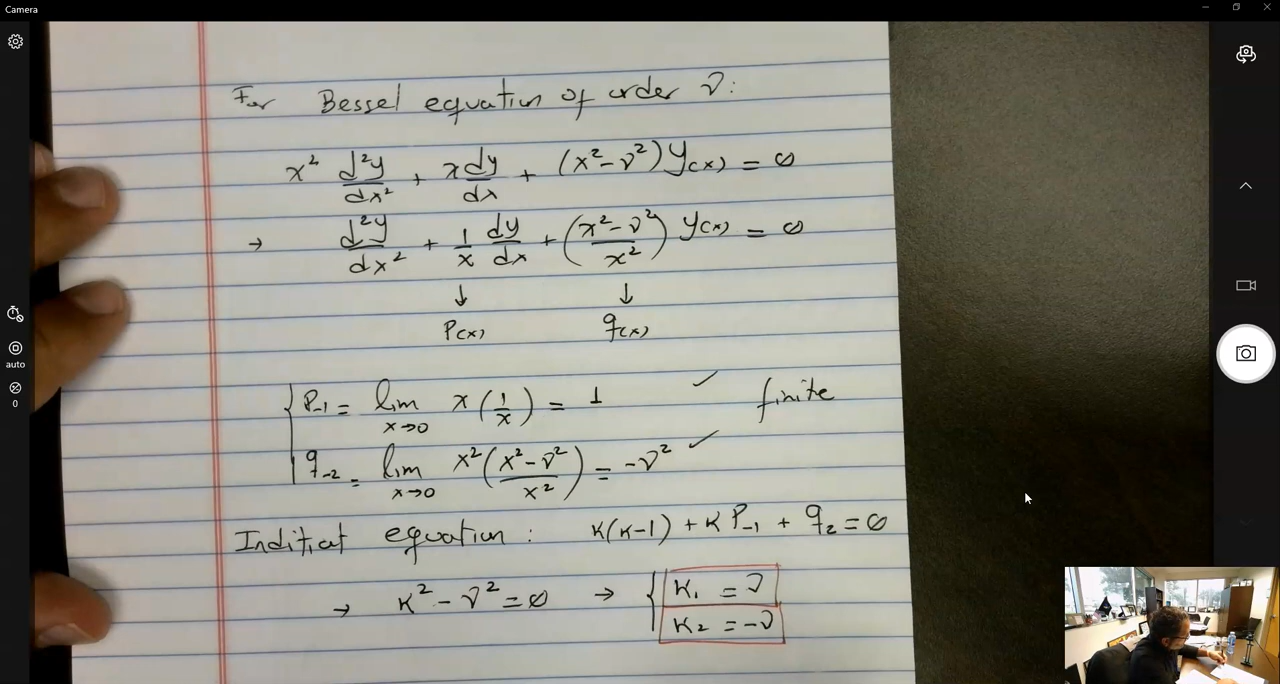 Camera
For Bessel equation of order ν:
x² d²y/dx² + x dy/dx + (x²-ν²) y(x) = 0
→ d²y/dx² + 1/x dy/dx + ((x²-ν²)/x²) y(x) = 0
↓ ↓
P(x) q(x)
P₋₁ = lim x→0 x(1/x) = 1 ✓ finite
q₋₂ = lim x→0 x²((x²-ν²)/x²) = -ν² ✓
Inditial equation : K(K-1) + K P₋₁ + q₂ = 0
→ K² - ν² = 0 → { K₁ = ν
K₂ = -ν
auto
0